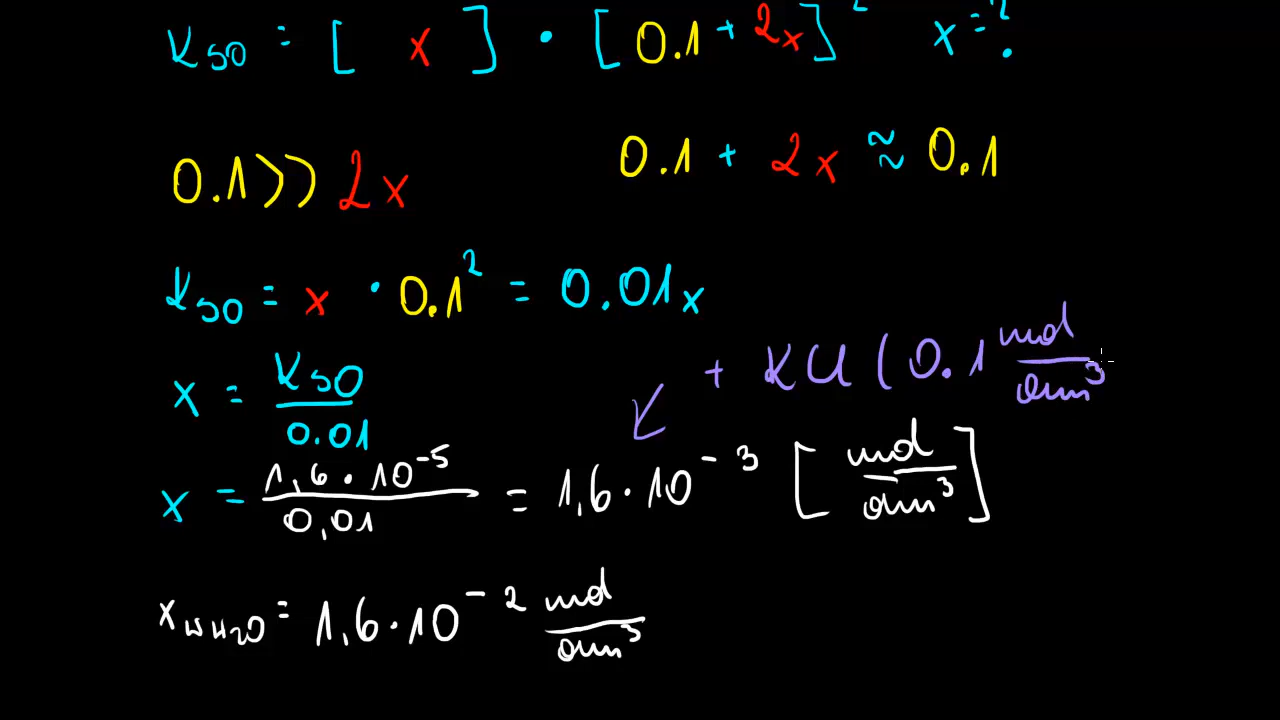 Kso = [ x ] · [0.1 + 2x]² x = ?
0.1 >> 2x 0.1 + 2x ≈ 0.1
Kso = x · 0.1² = 0.01x
+ KCl (0.1 mol/dm³
x = Kso/0.01
x = 1,6 · 10⁻⁵/0,01 = 1,6 · 10⁻³ [mol/dm³]
x w H2O = 1,6 · 10⁻² mol/dm³